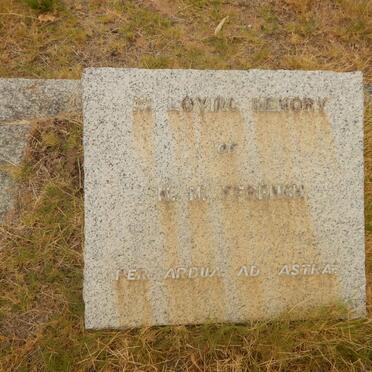 IN LOVING MEMORY
OF
PER ARDUA AD ASTRA